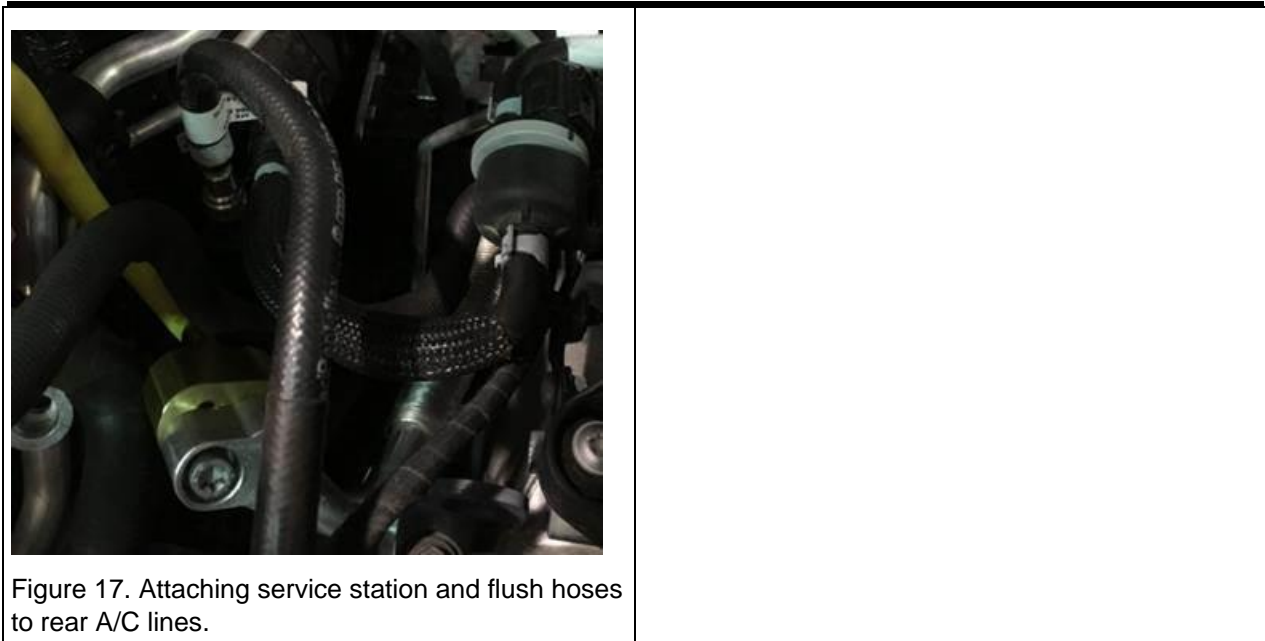 Figure 17. Attaching service station and flush hoses
to rear A/C lines.